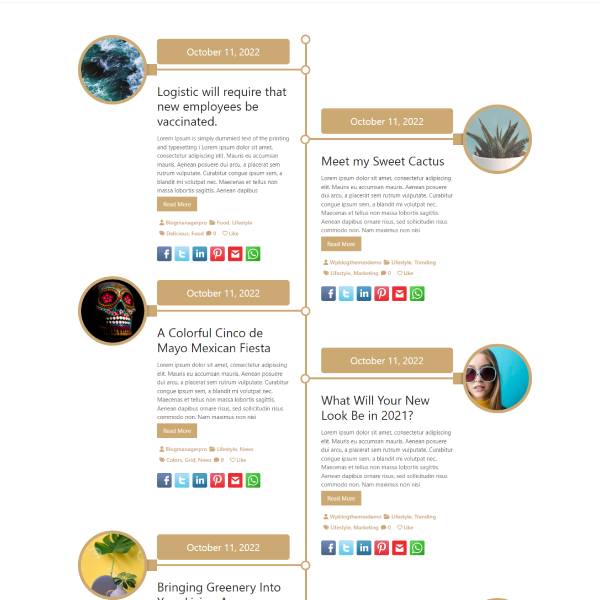 October 11, 2022
Logistic will require that
new employees be
vaccinated.
Lorem Ipsum is simply dummied text of the printing
and typesetting i Lorem ipsum dolor sit amet,
consectetur adipiscing elit. Mauris eu accumsan
mauris. Aenean posuere dui a sapien sem
rutrum vulputate. Curabitur congue ipsum sem, a
blandit mi volutpat nec. Maecenas et tellus non
massa lobortis sagittis. Aenean dapibus
Read More
Blogmanagerpro Food, Lifestyle
Delicious, Food 0 Like
October 11, 2022
Meet my Sweet Cactus
Lorem ipsum dolor sit amet, consectetur adipiscing
elit. Mauris eu accumsan mauris. Aenean posuere
dui, a placerat sem rutrum vulputate. Curabitur
congue ipsum sem, a blandit mi volutpat nec.
Maecenas et tellus non massa lobortis sagittis
commodo non. Nam maximus non nisi
Read More
Wpblogthemesdemo Lifestyle, Trending
Lifestyle, Marketing 0 Like
October 11, 2022
A Colorful Cinco de
Mayo Mexican Fiesta
Lorem ipsum dolor sit amet, consectetur adipiscing
elit. Mauris eu accumsan mauris. Aenean posuere
dui, a placerat sem rutrum vulputate. Curabitur
congue ipsum sem, a blandit mi volutpat nec.
Maecenas et tellus non massa lobortis sagittis.
Aenean dapibus ornare risus, sed sollicitudin risus
commodo non. Nam maximus non nisi
Read More
Blogmanagerpro Lifestyle, News
Colors, Grid, News 0 Like
October 11, 2022
What Will Your New
Look Be in 2021?
Lorem ipsum dolor sit amet, consectetur adipiscing
elit. Mauris eu accumsan mauris. Aenean posuere
dui, a placerat sem rutrum vulputate. Curabitur
congue ipsum sem, a blandit mi volutpat nec.
Maecenas et tellus non massa lobortis sagittis.
Aenean dapibus ornare risus, sed sollicitudin risus
commodo non. Nam maximus non nisi
Read More
Wpblogthemesdemo Lifestyle, Trending
Lifestyle, Marketing 0 Like
October 11, 2022
Bringing Greenery Into